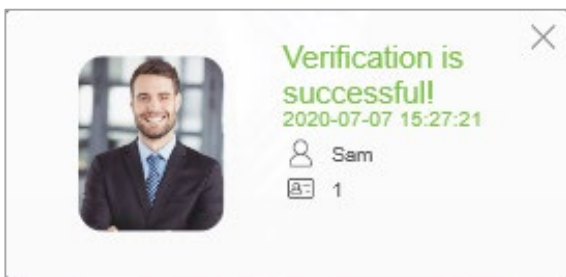 Verification is
successful!
2020-07-07 15:27:21
Sam
1